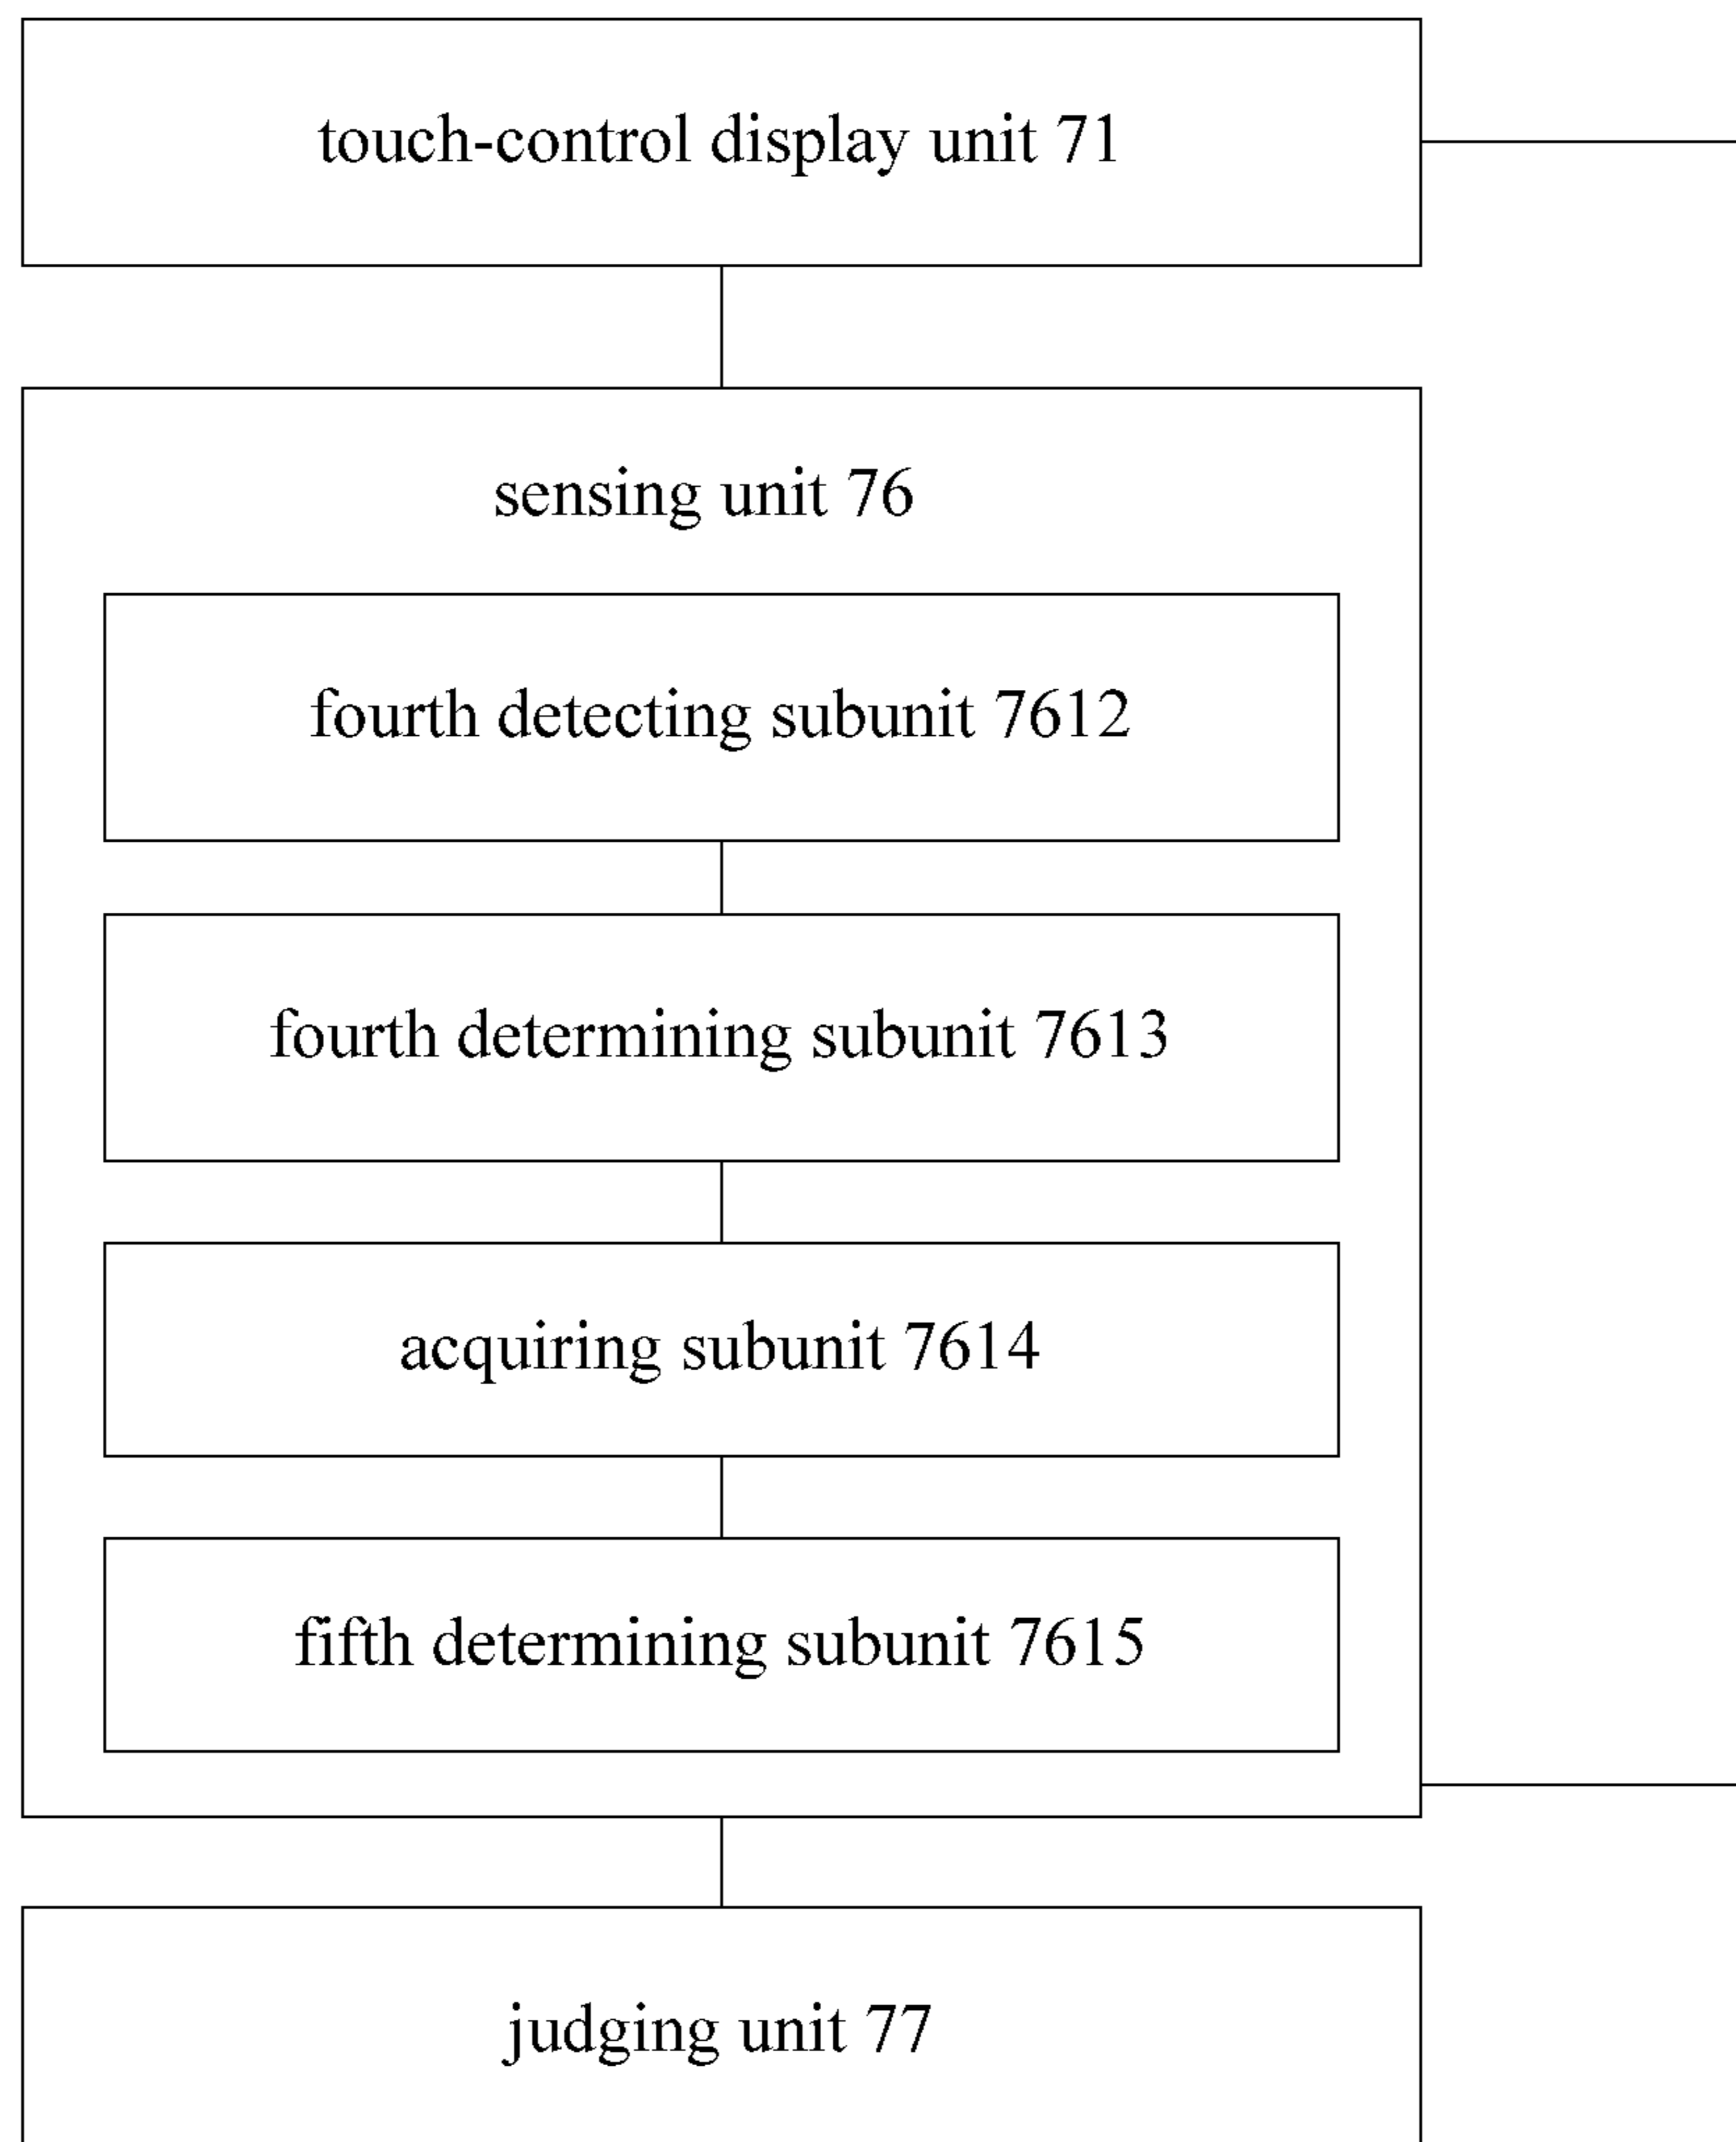 touch-control display unit 71
sensing unit 76
fourth detecting subunit 7612
fourth determining subunit 7613
acquiring subunit 7614
fifth determining subunit 7615
judging unit 77